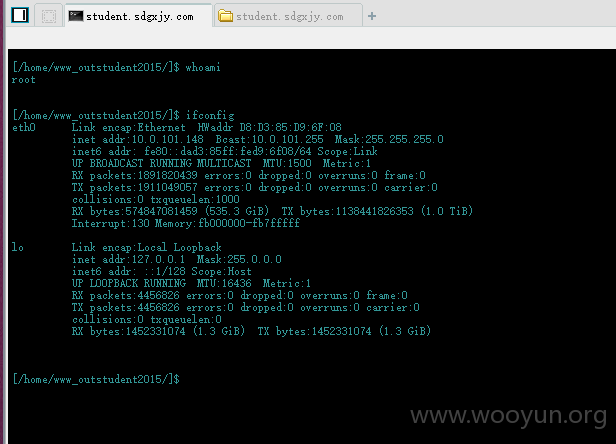 student.sdgxjy.com student.sdgxjy.com +
[/home/www_outstudent2015/]$ whoami
root
[/home/www_outstudent2015/]$ ifconfig
eth0 Link encap:Ethernet HWaddr D8:D3:85:D9:6F:08
inet addr:10.0.101.148 Bcast:10.0.101.255 Mask:255.255.255.0
inet6 addr: fe80::dad3:85ff:fed9:6f08/64 Scope:Link
UP BROADCAST RUNNING MULTICAST MTU:1500 Metric:1
RX packets:1891820439 errors:0 dropped:0 overruns:0 frame:0
TX packets:1911049057 errors:0 dropped:0 overruns:0 carrier:0
collisions:0 txqueuelen:1000
RX bytes:574847081459 (535.3 GiB) TX bytes:1138441826353 (1.0 TiB)
Interrupt:130 Memory:fb000000-fb7fffff
lo Link encap:Local Loopback
inet addr:127.0.0.1 Mask:255.0.0.0
inet6 addr: ::1/128 Scope:Host
UP LOOPBACK RUNNING MTU:16436 Metric:1
RX packets:4456826 errors:0 dropped:0 overruns:0 frame:0
TX packets:4456826 errors:0 dropped:0 overruns:0 carrier:0
collisions:0 txqueuelen:0
RX bytes:1452331074 (1.3 GiB) TX bytes:1452331074 (1.3 GiB)
[/home/www_outstudent2015/]$
www.wooyun.org